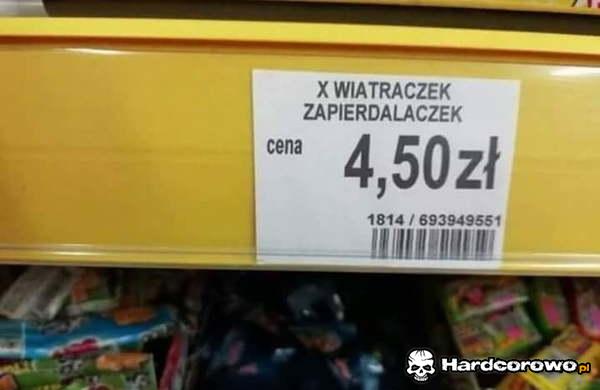 X WIATRACZEK
ZAPIERDALACZEK
cena
4,50zł
1814 / 693949551
Hardcorowo.pl